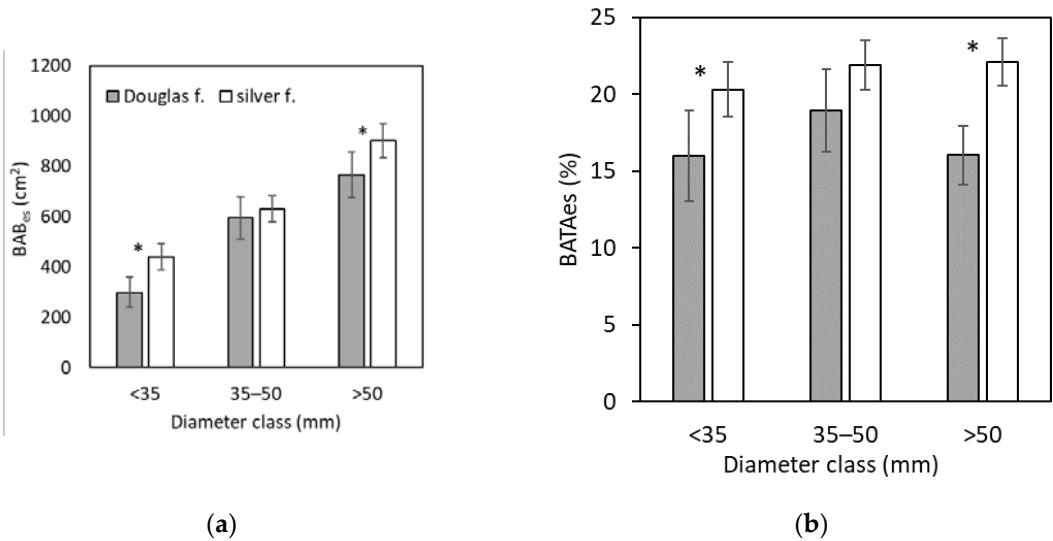 1200
1000
800
600
400
200
0
BAB_es (cm²)
Douglas f. silver f.
*
*
<35 35–50 >50
Diameter class (mm)
(a)
25
20
15
10
5
0
BATAes (%)
*
*
<35 35–50 >50
Diameter class (mm)
(b)